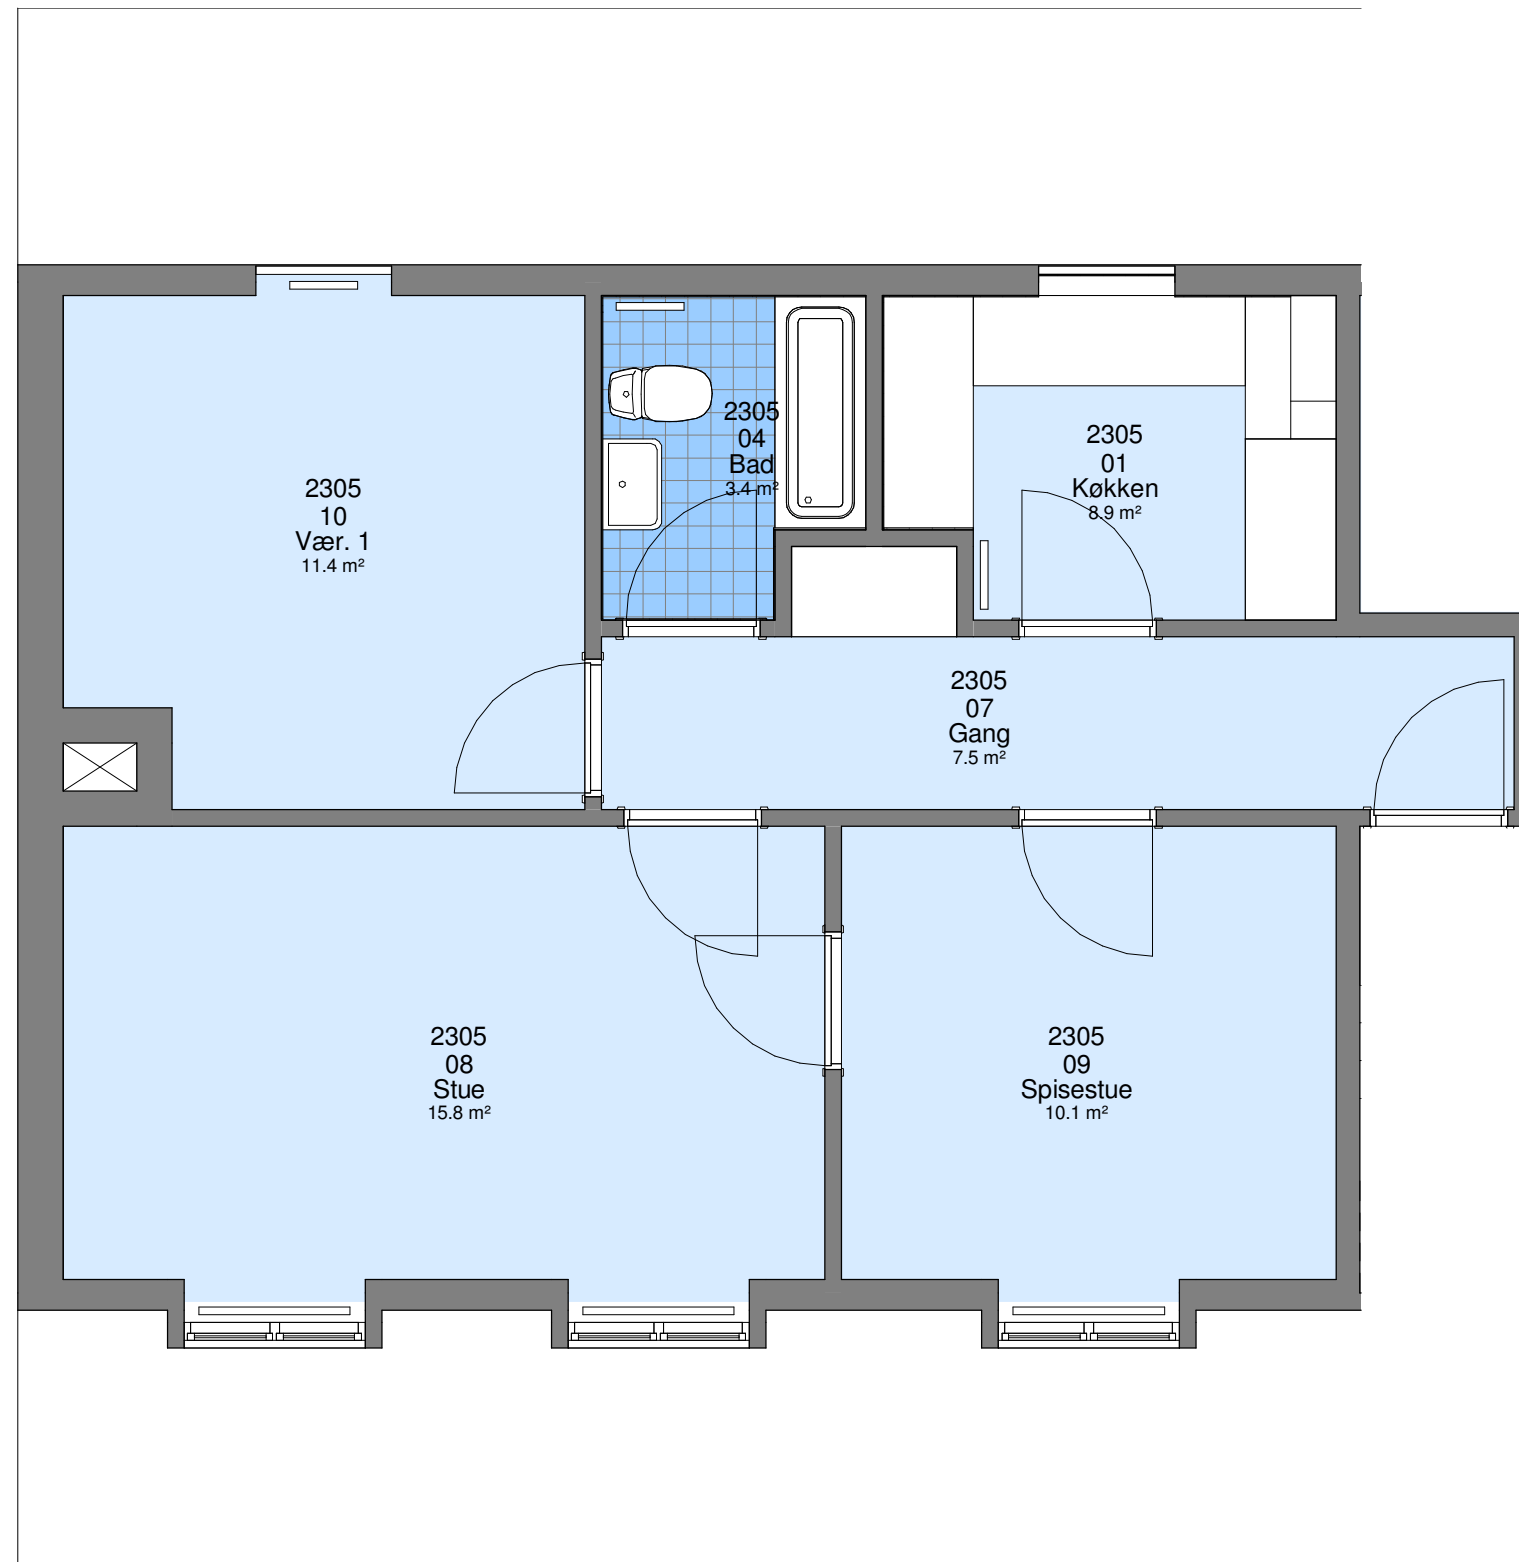 2305
10
Vær. 1
11.4 m²
2305
04
Bad
3.4 m²
2305
01
Køkken
8.9 m²
2305
07
Gang
7.5 m²
2305
08
Stue
15.8 m²
2305
09
Spisestue
10.1 m²